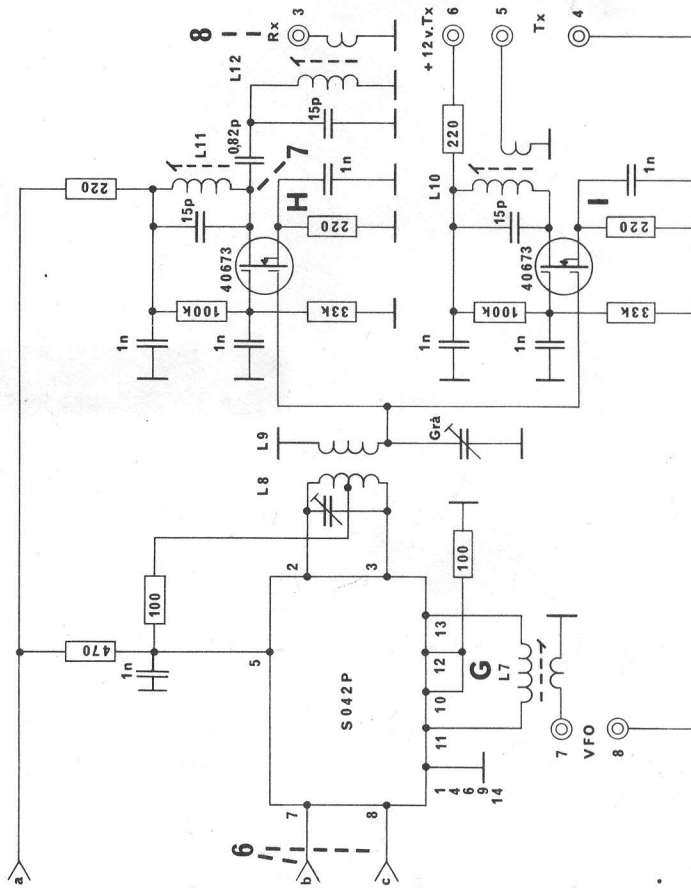 a
220
470
1n
100
L8
L9
1n
100k
15p
L11
0,82p
L12
8
Rx
3
40673
H
7
15p
33k
220
1n
+12v.Tx
6
220
5
Tx
4
L10
15p
1n
100k
40673
I
1n
33k
220
1n
1n
Grå
5
2
3
S042P
7
8
6
b
c
11
10
12
13
G
100
L7
1
4
6
9
14
7
VFO
8